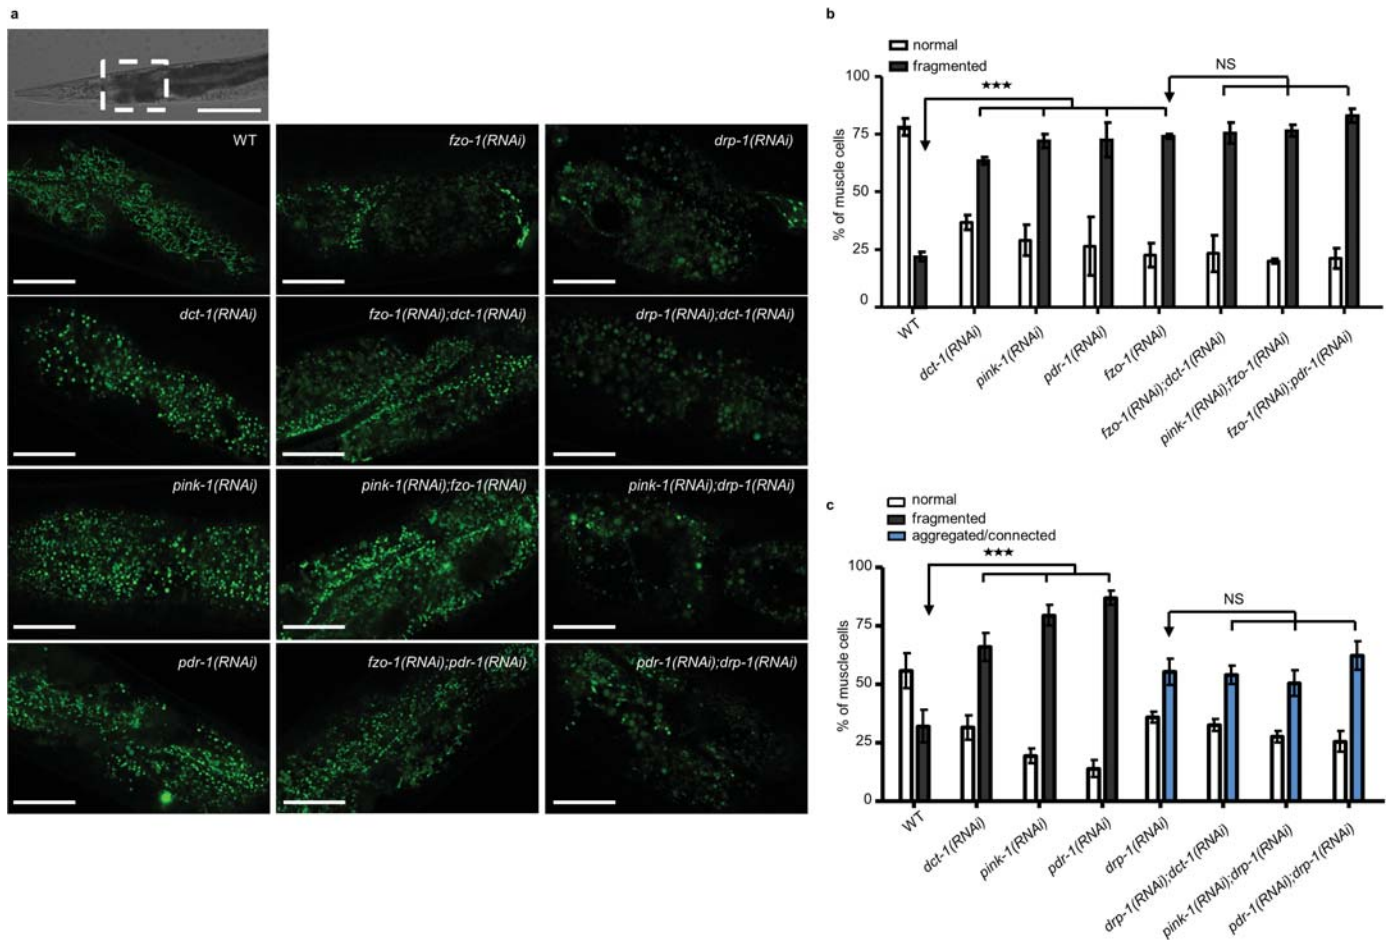 a
WT
fzo-1(RNAi)
drp-1(RNAi)
dct-1(RNAi)
fzo-1(RNAi);dct-1(RNAi)
drp-1(RNAi);dct-1(RNAi)
pink-1(RNAi)
pink-1(RNAi);fzo-1(RNAi)
pink-1(RNAi);drp-1(RNAi)
pdr-1(RNAi)
fzo-1(RNAi);pdr-1(RNAi)
pdr-1(RNAi);drp-1(RNAi)
b
normal
fragmented
★★★
NS
% of muscle cells
100
75
50
25
0
WT
dct-1(RNAi)
pink-1(RNAi)
pdr-1(RNAi)
fzo-1(RNAi)
fzo-1(RNAi);dct-1(RNAi)
pink-1(RNAi);fzo-1(RNAi)
fzo-1(RNAi);pdr-1(RNAi)
c
normal
fragmented
aggregated/connected
★★★
NS
% of muscle cells
100
75
50
25
0
WT
dct-1(RNAi)
pink-1(RNAi)
pdr-1(RNAi)
drp-1(RNAi)
drp-1(RNAi);dct-1(RNAi)
pink-1(RNAi);drp-1(RNAi)
pdr-1(RNAi);drp-1(RNAi)